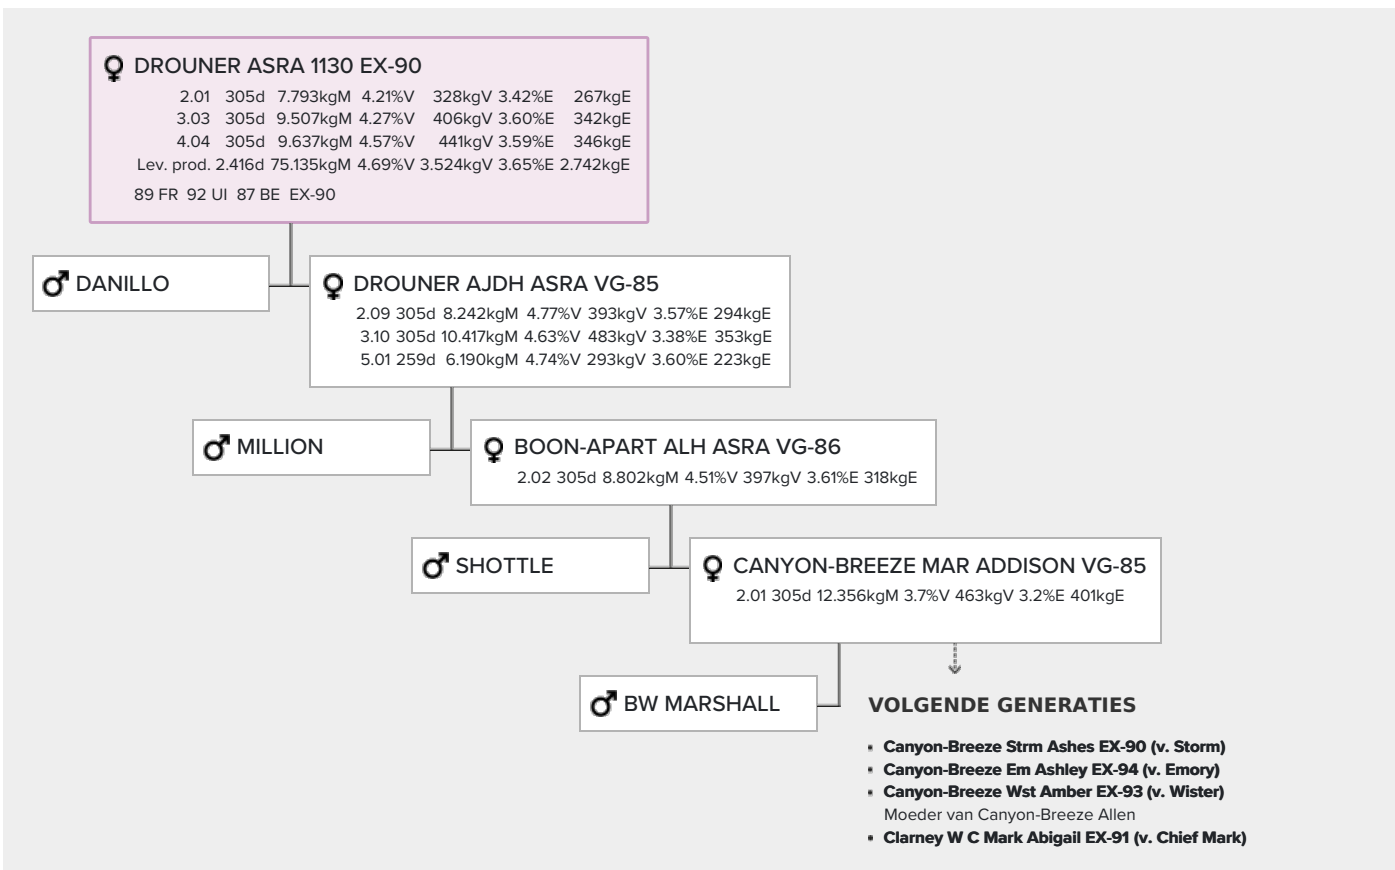 DROUNER ASRA 1130 EX-90
2.01 305d 7.793kgM 4.21%V 328kgV 3.42%E 267kgE
3.03 305d 9.507kgM 4.27%V 406kgV 3.60%E 342kgE
4.04 305d 9.637kgM 4.57%V 441kgV 3.59%E 346kgE
Lev. prod. 2.416d 75.135kgM 4.69%V 3.524kgV 3.65%E 2.742kgE
89 FR 92 UI 87 BE EX-90
DANILLO
DROUNER AJDH ASRA VG-85
2.09 305d 8.242kgM 4.77%V 393kgV 3.57%E 294kgE
3.10 305d 10.417kgM 4.63%V 483kgV 3.38%E 353kgE
5.01 259d 6.190kgM 4.74%V 293kgV 3.60%E 223kgE
MILLION
BOON-APART ALH ASRA VG-86
2.02 305d 8.802kgM 4.51%V 397kgV 3.61%E 318kgE
SHOTTLE
CANYON-BREEZE MAR ADDISON VG-85
2.01 305d 12.356kgM 3.7%V 463kgV 3.2%E 401kgE
BW MARSHALL
VOLGENDE GENERATIES
▪ Canyon-Breeze Strm Ashes EX-90 (v. Storm)
▪ Canyon-Breeze Em Ashley EX-94 (v. Emory)
▪ Canyon-Breeze Wst Amber EX-93 (v. Wister)
Moeder van Canyon-Breeze Allen
▪ Clarney W C Mark Abigail EX-91 (v. Chief Mark)